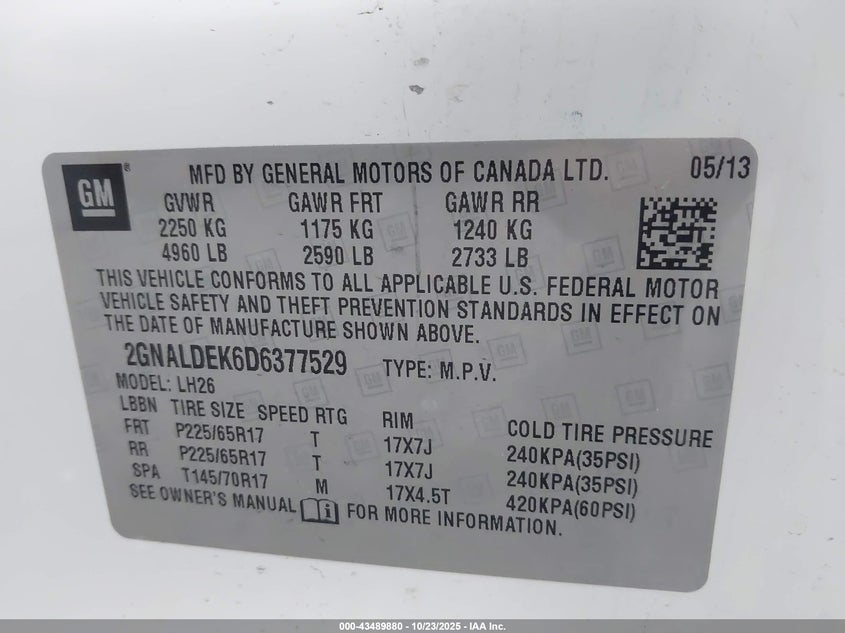 GM® MFD BY GENERAL MOTORS OF CANADA LTD. 05/13
GVWR GAWR FRT GAWR RR
2250 KG 1175 KG 1240 KG
4960 LB 2590 LB 2733 LB
THIS VEHICLE CONFORMS TO ALL APPLICABLE U.S. FEDERAL MOTOR
VEHICLE SAFETY AND THEFT PREVENTION STANDARDS IN EFFECT ON
THE DATE OF MANUFACTURE SHOWN ABOVE.
2GNALDEK6D6377529 TYPE: M.P.V.
MODEL: LH26
LBBN TIRE SIZE SPEED RTG RIM COLD TIRE PRESSURE
FRT P225/65R17 T 17X7J 240KPA(35PSI)
RR P225/65R17 T 17X7J 240KPA(35PSI)
SPA T145/70R17 M 17X4.5T 420KPA(60PSI)
SEE OWNER'S MANUAL i FOR MORE INFORMATION.
000-43489880 - 10/23/2025 - IAA Inc.